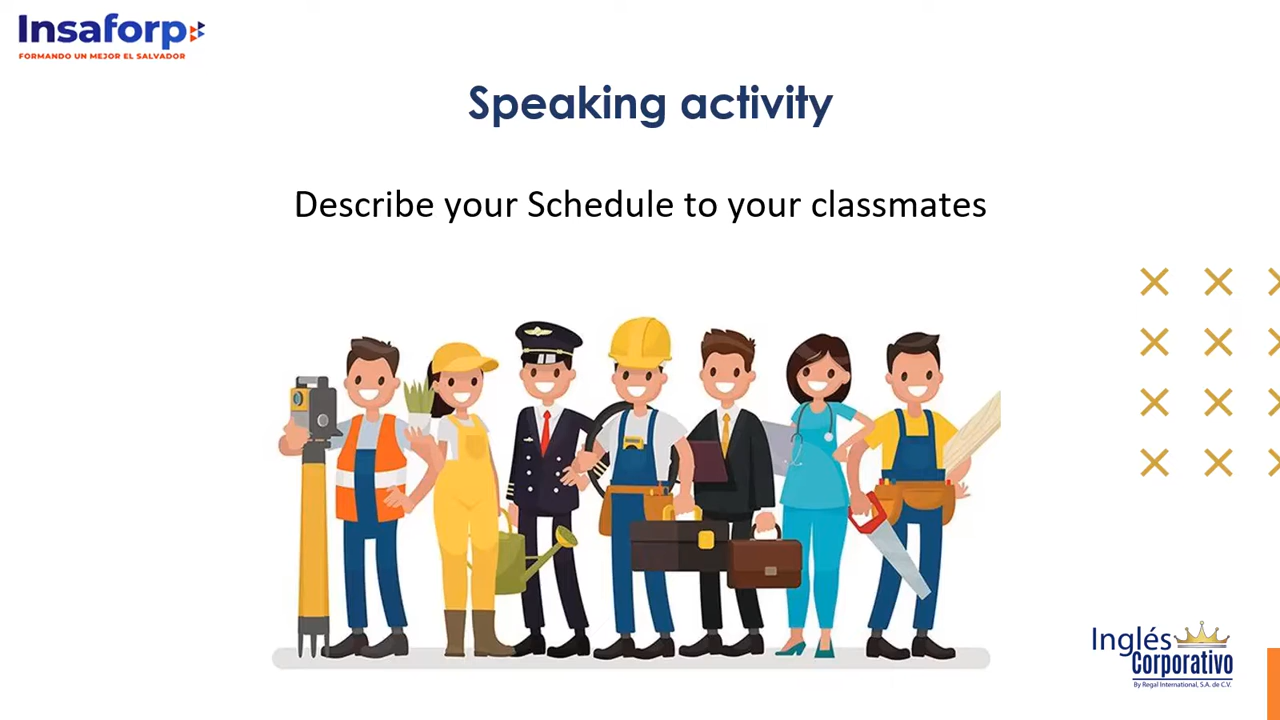 Insaforp
FORMANDO UN MEJOR EL SALVADOR
Speaking activity
Describe your Schedule to your classmates
Inglés
Corporativo
By Regal International, S.A. de C.V.